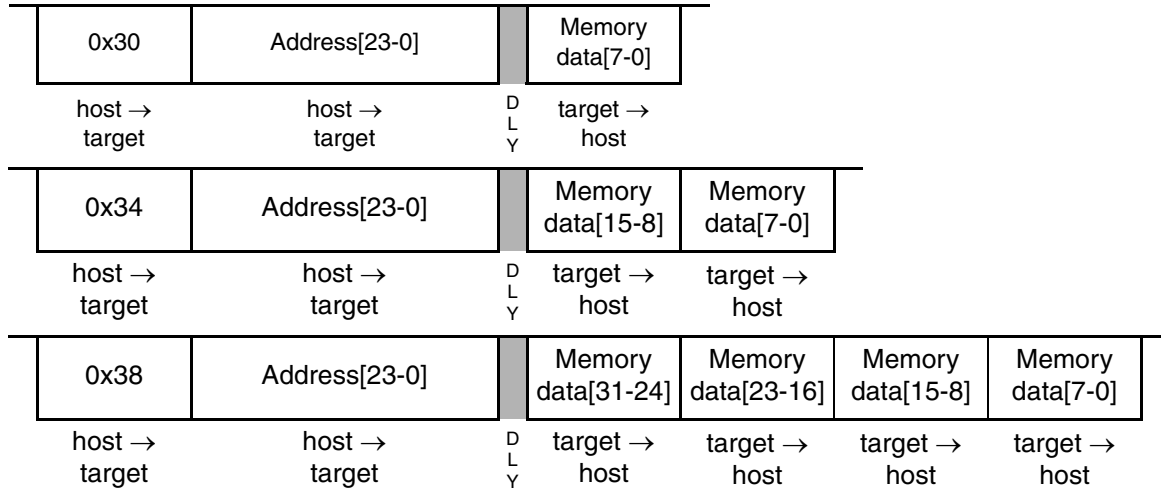 0x30 Address[23-0] Memory
data[7-0]
host → host → D target →
target target L host
Y
0x34 Address[23-0] Memory Memory
data[15-8] data[7-0]
host → host → D target → target →
target target L host host
Y
0x38 Address[23-0] Memory Memory Memory Memory
data[31-24] data[23-16] data[15-8] data[7-0]
host → host → D target → target → target → target →
target target L host host host host
Y